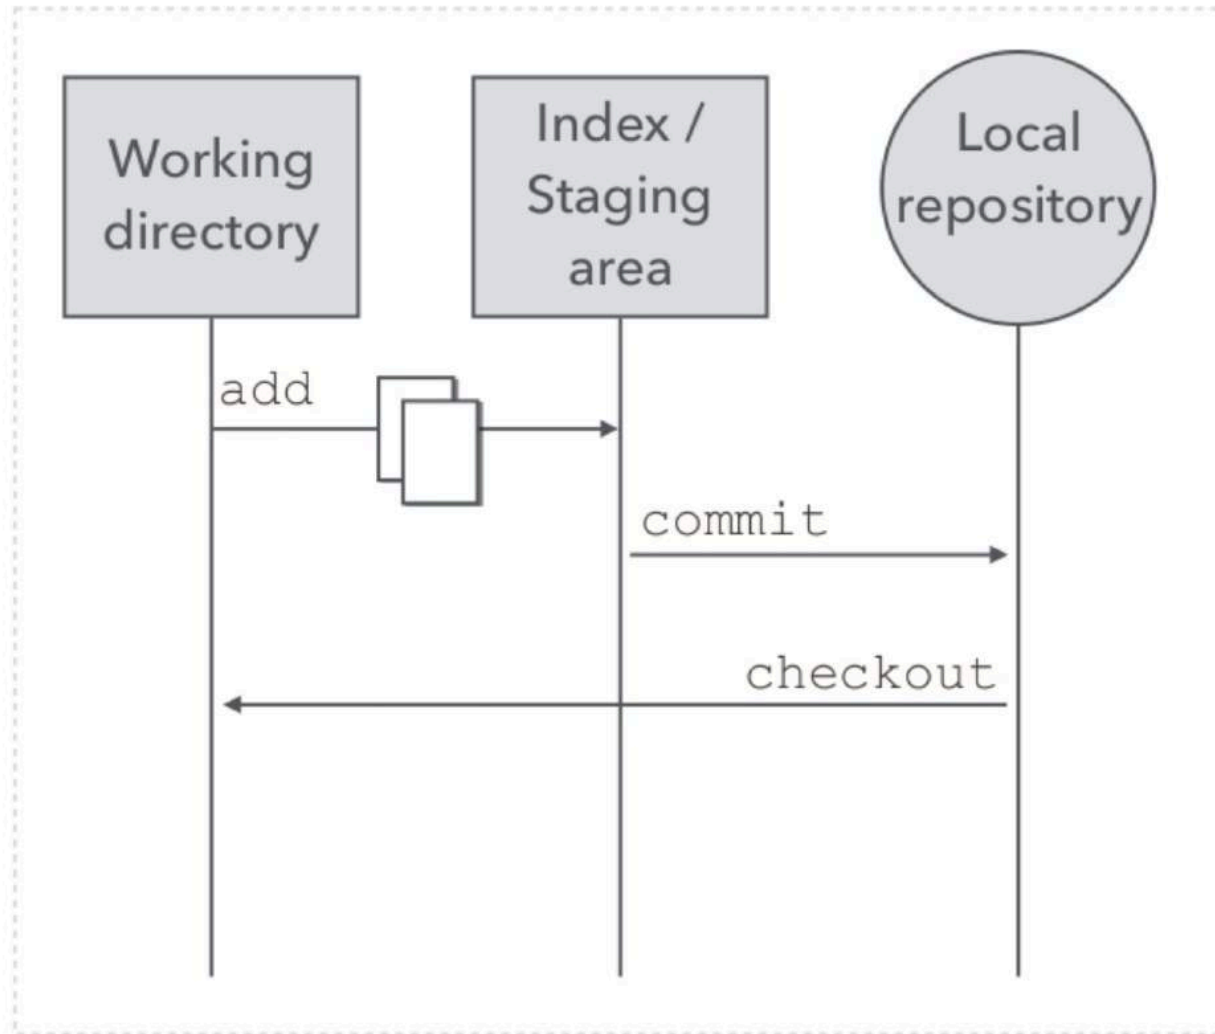 Working
directory
Index /
Staging
area
Local
repository
add
commit
checkout